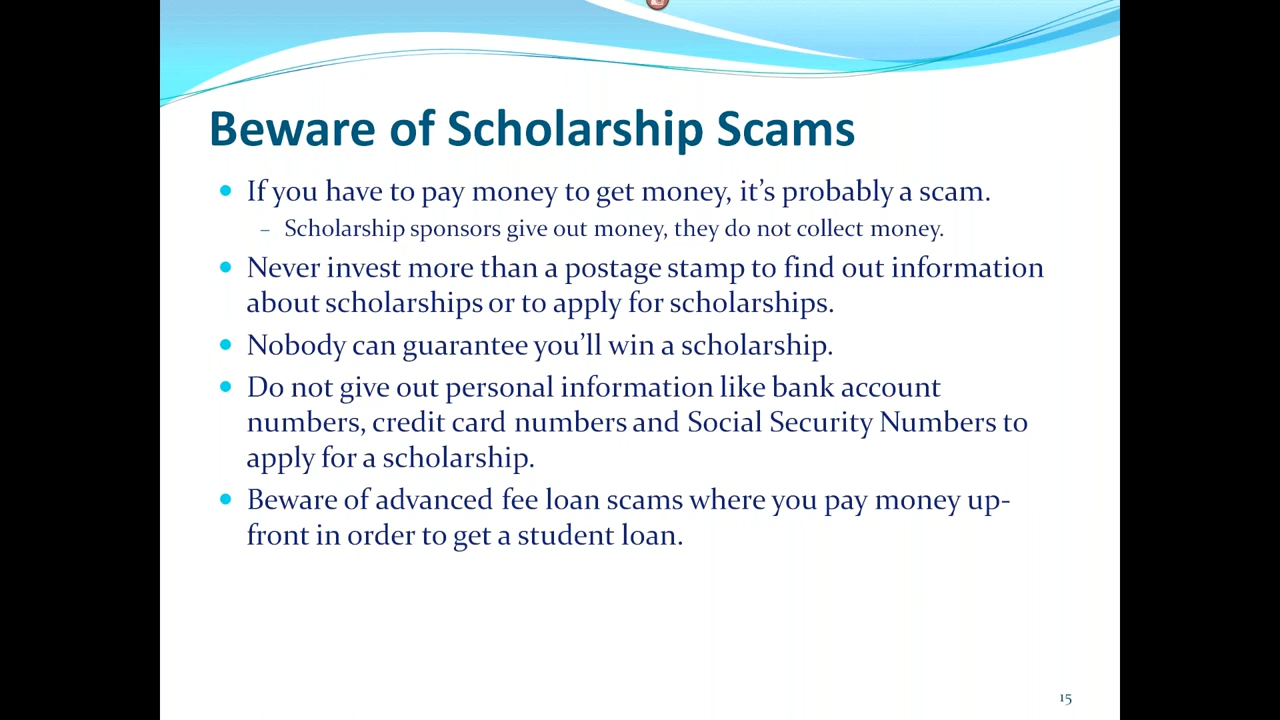 Beware of Scholarship Scams
• If you have to pay money to get money, it's probably a scam.
– Scholarship sponsors give out money, they do not collect money.
• Never invest more than a postage stamp to find out information
about scholarships or to apply for scholarships.
• Nobody can guarantee you'll win a scholarship.
• Do not give out personal information like bank account
numbers, credit card numbers and Social Security Numbers to
apply for a scholarship.
• Beware of advanced fee loan scams where you pay money up-
front in order to get a student loan.
15